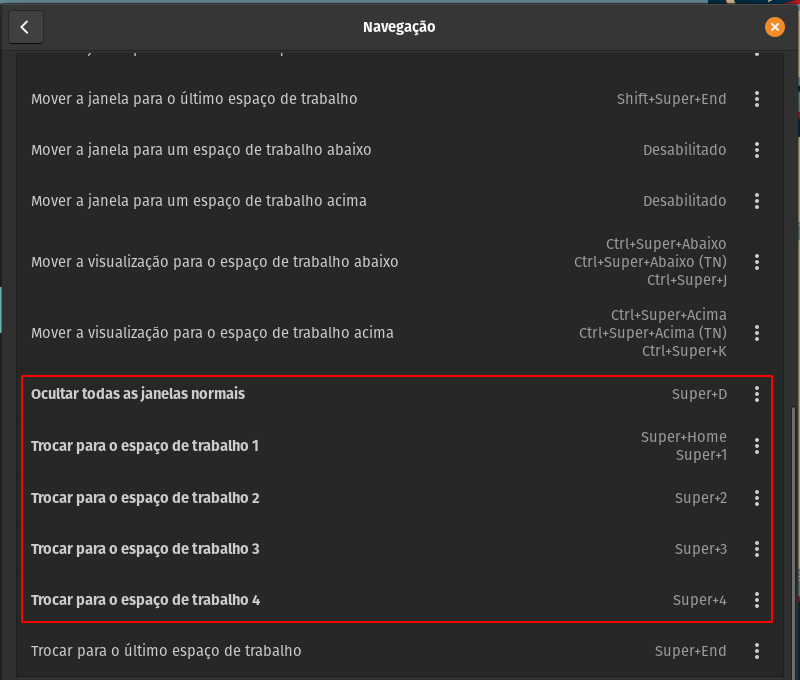 Navegação
Mover a janela para o último espaço de trabalho
Shift+Super+End
Mover a janela para um espaço de trabalho abaixo
Desabilitado
Mover a janela para um espaço de trabalho acima
Desabilitado
Mover a visualização para o espaço de trabalho abaixo
Ctrl+Super+Abaixo
Ctrl+Super+Abaixo (TN)
Ctrl+Super+J
Mover a visualização para o espaço de trabalho acima
Ctrl+Super+Acima
Ctrl+Super+Acima (TN)
Ctrl+Super+K
Ocultar todas as janelas normais
Super+D
Trocar para o espaço de trabalho 1
Super+Home
Super+1
Trocar para o espaço de trabalho 2
Super+2
Trocar para o espaço de trabalho 3
Super+3
Trocar para o espaço de trabalho 4
Super+4
Trocar para o último espaço de trabalho
Super+End